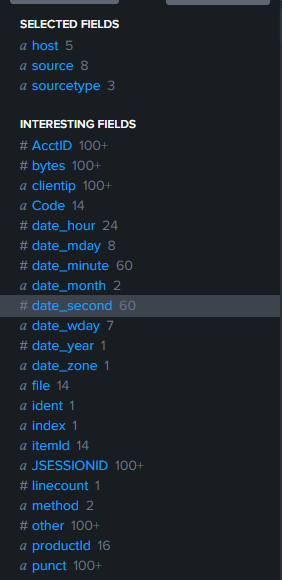 SELECTED FIELDS
a host 5
a source 8
a sourcetype 3
INTERESTING FIELDS
# AcctID 100+
# bytes 100+
a clientip 100+
a Code 14
# date_hour 24
# date_mday 8
# date_minute 60
a date_month 2
# date_second 60
a date_wday 7
# date_year 1
a date_zone 1
a file 14
a ident 1
a index 1
a itemId 14
a JSESSIONID 100+
# linecount 1
a method 2
# other 100+
a productId 16
a punct 100+